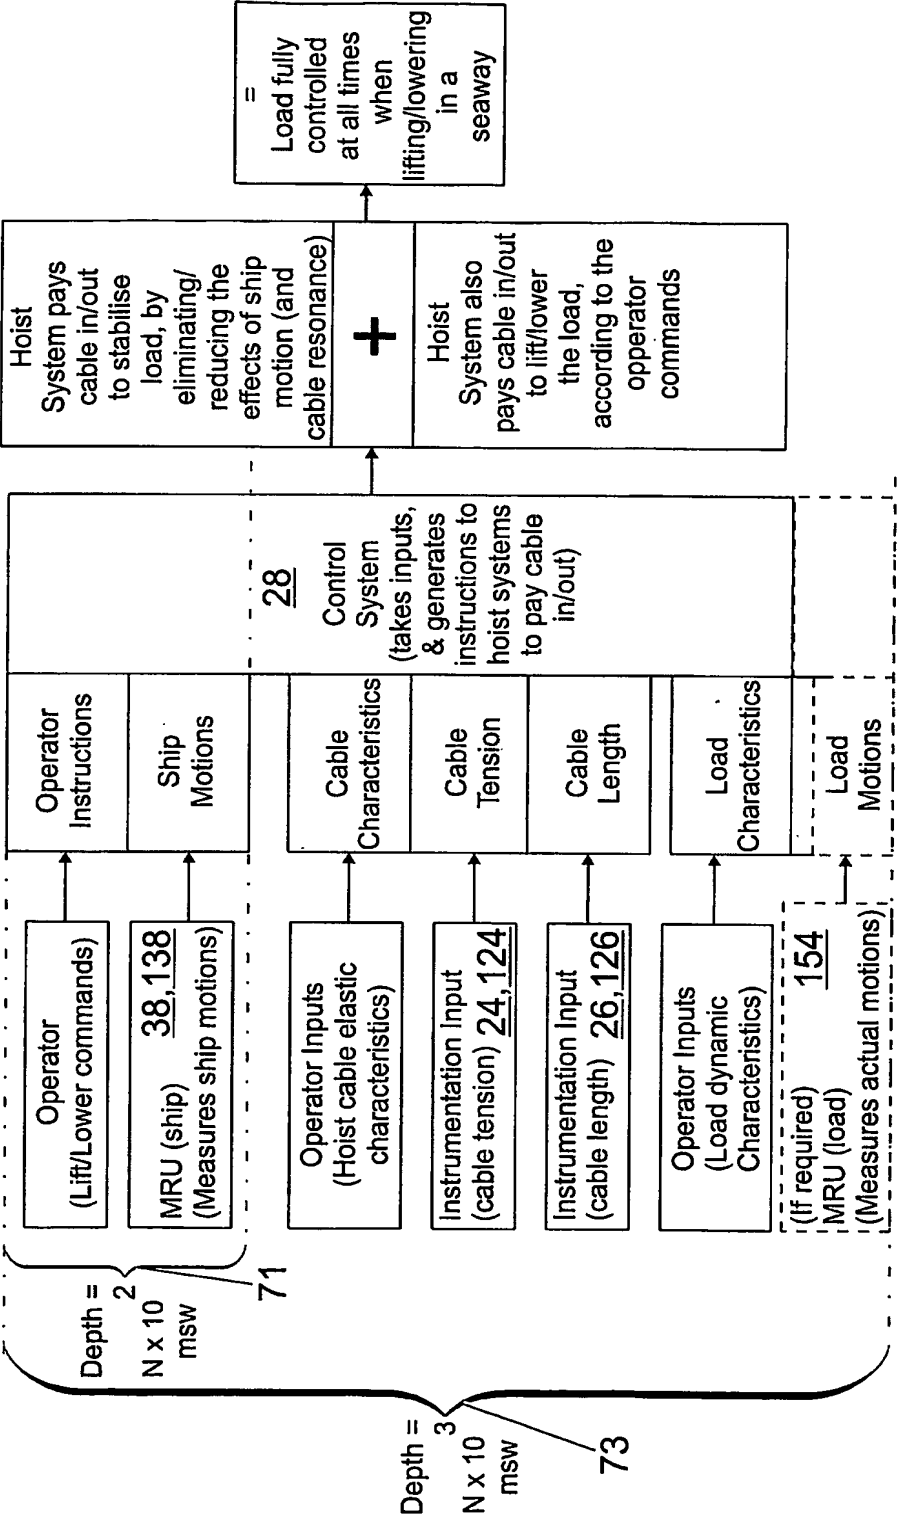 Depth =
2
N x 10
msw
71
Depth =
3
N x 10
msw
73
Operator
(Lift/Lower commands)
MRU (ship) 38,138
(Measures ship motions)
Operator Inputs
(Hoist cable elastic
characteristics)
Instrumentation Input
(cable tension) 24,124
Instrumentation Input
(cable length) 26,126
Operator Inputs
(Load dynamic
Characteristics)
(If required)
MRU (load) 154
(Measures actual motions)
Operator
Instructions
Ship
Motions
Cable
Characteristics
Cable
Tension
Cable
Length
Load
Characteristics
Load
Motions
28
Control
System
(takes inputs,
& generates
instructions to
hoist systems
to pay cable
in/out)
Hoist
System pays
cable in/out
to stabilise
load, by
eliminating/
reducing the
effects of ship
motion (and
cable resonance)
+
Hoist
System also
pays cable in/out
to lift/lower
the load,
according to the
opperator
commands
=
Load fully
controlled
at all times
when
lifting/lowering
in a
seaway